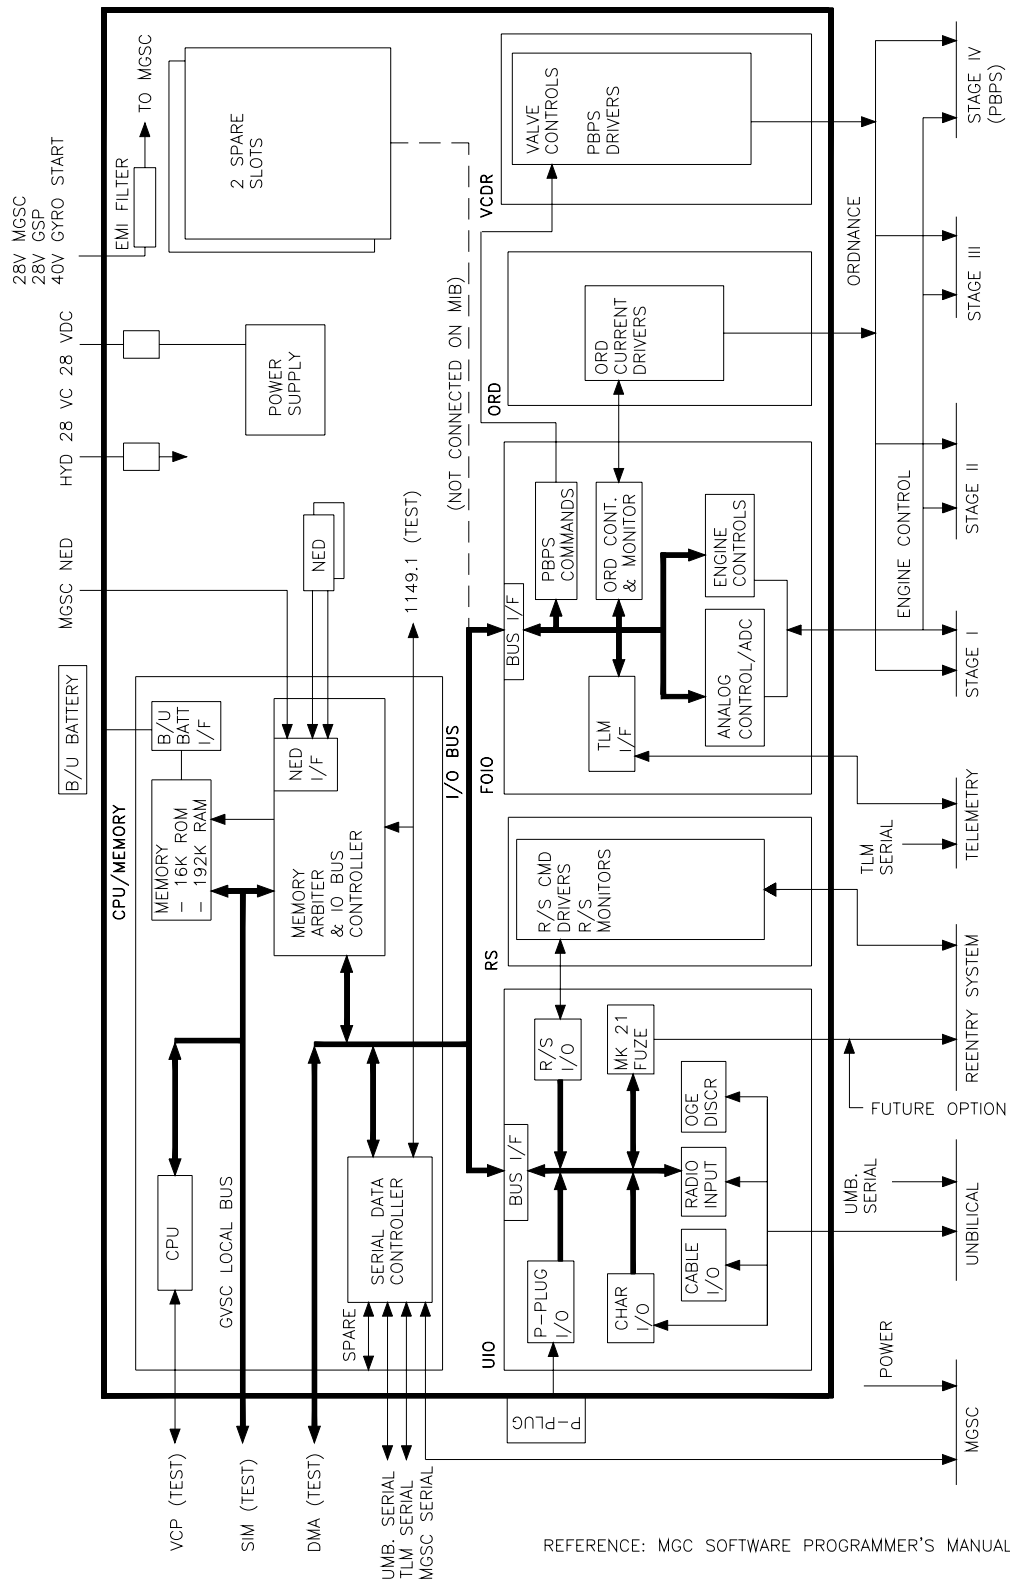 28V MGSC
28V GSP
40V GYRO START
HYD 28 VC 28 VDC
MGSC NED
B/U BATTERY
EMI FILTER
TO MGSC
2 SPARE
SLOTS
POWER
SUPPLY
NED
1149.1 (TEST)
(NOT CONNECTED ON MIB)
CPU/MEMORY
B/U
BATT
I/F
MEMORY
– 16K ROM
– 192K RAM
NED
I/F
MEMORY
ARBITER
& IO BUS
CONTROLLER
CPU
GVSC LOCAL BUS
SERIAL DATA
CONTROLLER
SPARE
I/O BUS
VCP (TEST)
SIM (TEST)
DMA (TEST)
UMB. SERIAL
TLM SERIAL
MGSC SERIAL
VCDR
VALVE
CONTROLS
PBPS
DRIVERS
ORD
ORD
CURRENT
DRIVERS
FOIO
BUS I/F
PBPS
COMMANDS
ORD CONT.
& MONITOR
ENGINE
CONTROLS
TLM
I/F
ANALOG
CONTROL/ADC
RS
R/S CMD
DRIVERS
R/S
MONITORS
UIO
BUS I/F
R/S
I/O
MK 21
FUZE
OGE
DISCR
RADIO
INPUT
CABLE
I/O
P–PLUG
I/O
CHAR
I/O
P–PLUG
ORDNANCE
ENGINE CONTROL
STAGE IV
(PBPS)
STAGE III
STAGE II
STAGE I
TLM
SERIAL
TELEMETRY
REENTRY SYSTEM
FUTURE OPTION
UMB.
SERIAL
UNBILICAL
POWER
MGSC
REFERENCE: MGC SOFTWARE PROGRAMMER'S MANUAL